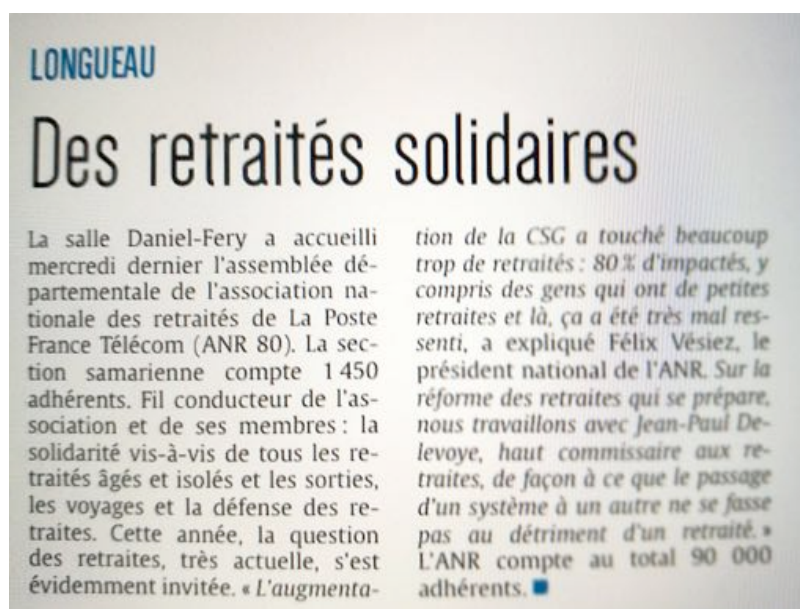 LONGUEAU
Des retraités solidaires
La salle Daniel-Fery a accueilli
mercredi dernier l'assemblée dé-
partementale de l'association na-
tionale des retraités de La Poste
France Télécom (ANR 80). La sec-
tion samarienne compte 1 450
adhérents. Fil conducteur de l'as-
sociation et de ses membres : la
solidarité vis-à-vis de tous les re-
traités âgés et isolés et les sorties,
les voyages et la défense des re-
traites. Cette année, la question
des retraites, très actuelle, s'est
évidemment invitée. « L'augmenta-
tion de la CSG a touché beaucoup
trop de retraités : 80 % d'impactés, y
compris des gens qui ont de petites
retraites et là, ça a été très mal res-
senti, a expliqué Félix Vésiez, le
président national de l'ANR. Sur la
réforme des retraites qui se prépare,
nous travaillons avec Jean-Paul De-
levoye, haut commissaire aux re-
traites, de façon à ce que le passage
d'un système à un autre ne se fasse
pas au détriment d'un retraité. »
L'ANR compte au total 90 000
adhérents.